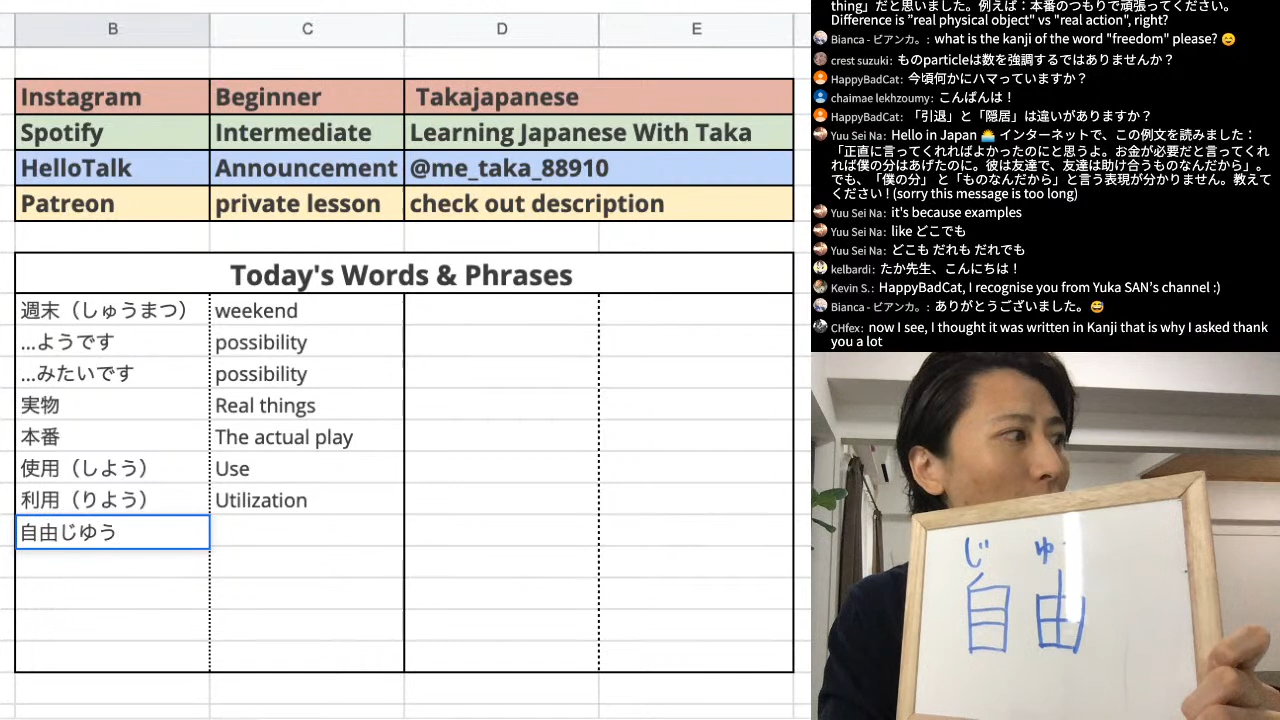 B C D E
Instagram Beginner Takajapanese
Spotify Intermediate Learning Japanese With Taka
HelloTalk Announcement @me_taka_88910
Patreon private lesson check out description
Today's Words & Phrases
週末（しゅうまつ） weekend
...ようです possibility
...みたいです possibility
実物 Real things
本番 The actual play
使用（しよう） Use
利用（りよう） Utilization
自由じゆう
thing」だと思いました。例えば：本番のつもりで頑張ってください。
Difference is ”real physical object" vs "real action", right?
Bianca - ビアンカ。: what is the kanji of the word "freedom" please? 😊
crest suzuki: ものparticleは数を強調するではありませんか？
HappyBadCat: 今頃何かにハマっていますか？
chaimae lekhzoumy: こんばんは！
HappyBadCat: 「引退」と「隠居」は違いがありますか？
Yuu Sei Na: Hello in Japan 🌅 インターネットで、この例文を読みました：
「正直に言ってくれればよかったのにと思うよ。お金が必要だと言ってくれ
れば僕の分はあげたのに。彼は友達で、友達は助け合うものなんだから」。
でも、「僕の分」 と「ものなんだから」と言う表現が分かりません。教えて
ください ! (sorry this message is too long)
Yuu Sei Na: it's because examples
Yuu Sei Na: like どこでも
Yuu Sei Na: どこも だれも だれでも
kelbardi: たか先生、こんにちは！
Kevin S.: HappyBadCat, I recognise you from Yuka SAN’s channel :)
Bianca - ビアンカ。: ありがとうございました。😅
CHfex: now I see, I thought it was written in Kanji that is why I asked thank
you a lot
じ ゆ
自由